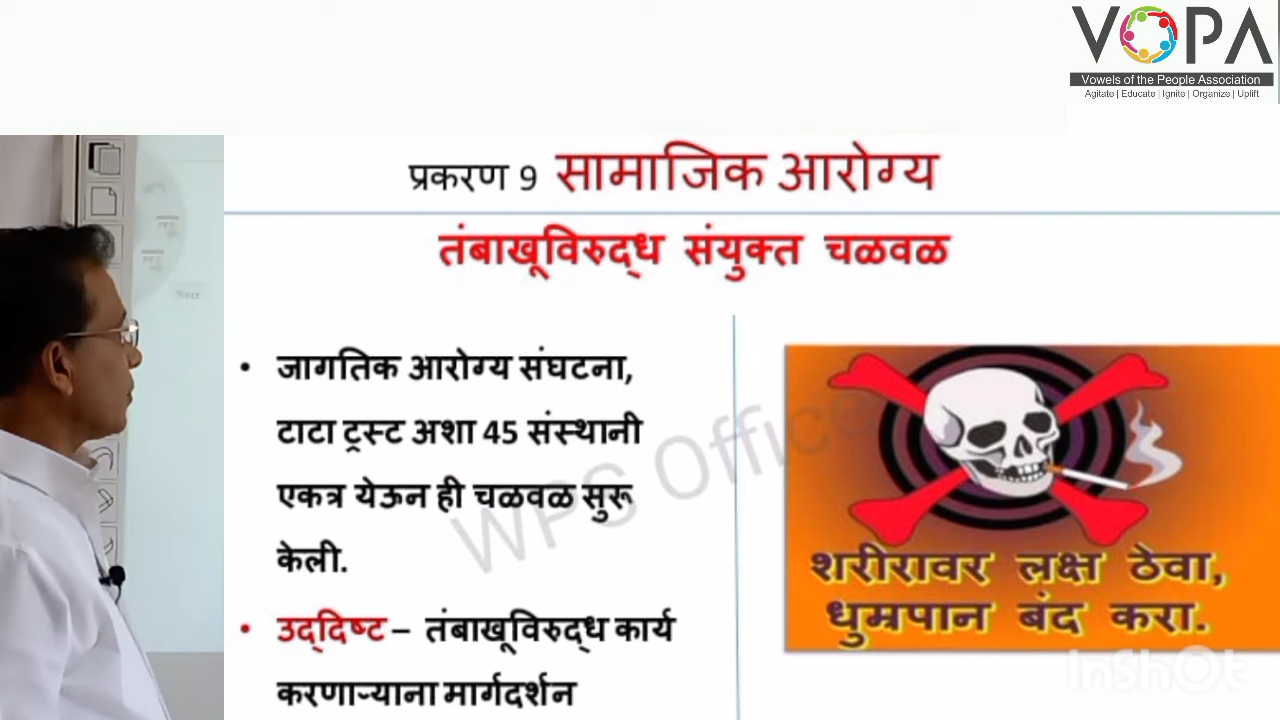 VOPA
Vowels of the People Association
Agitate | Educate | Ignite | Organize | Uplift
प्रकरण 9 सामाजिक आरोग्य
तंबाखूविरुद्ध संयुक्त चळवळ
• जागतिक आरोग्य संघटना,
टाटा ट्रस्ट अशा 45 संस्थानी
एकत्र येऊन ही चळवळ सुरू
केली.
• उद्दिष्ट – तंबाखूविरुद्ध कार्य
करणाऱ्याना मार्गदर्शन
WPS Office
शरीरावर लक्ष ठेवा,
धुम्रपान बंद करा.
InShOt
Next